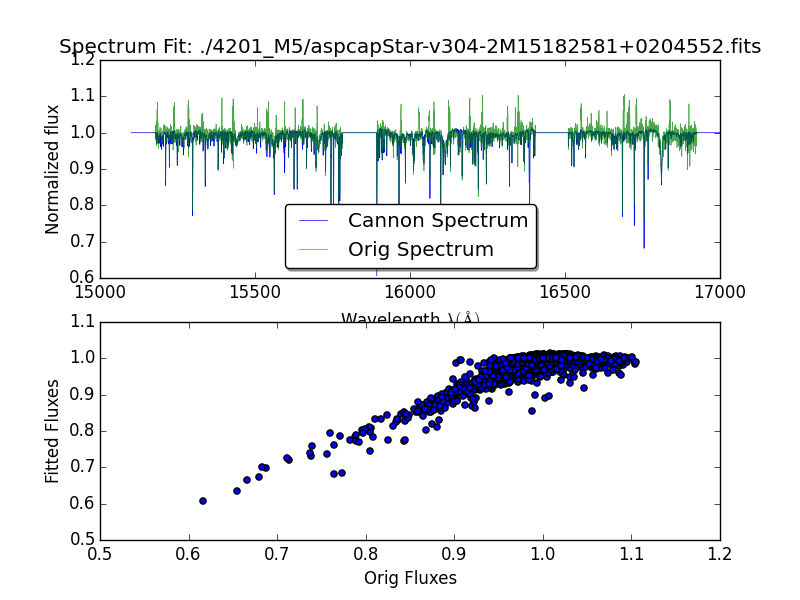 Spectrum Fit: ./4201_M5/aspcapStar-v304-2M15182581+0204552.fits
1.2
1.1
1.0
0.9
0.8
0.7
0.6
Normalized flux
Cannon Spectrum
Orig Spectrum
15000 15500 16000 16500 17000
Wavelength λ(Å)
1.1
1.0
0.9
0.8
0.7
0.6
0.5
Fitted Fluxes
0.5 0.6 0.7 0.8 0.9 1.0 1.1 1.2
Orig Fluxes